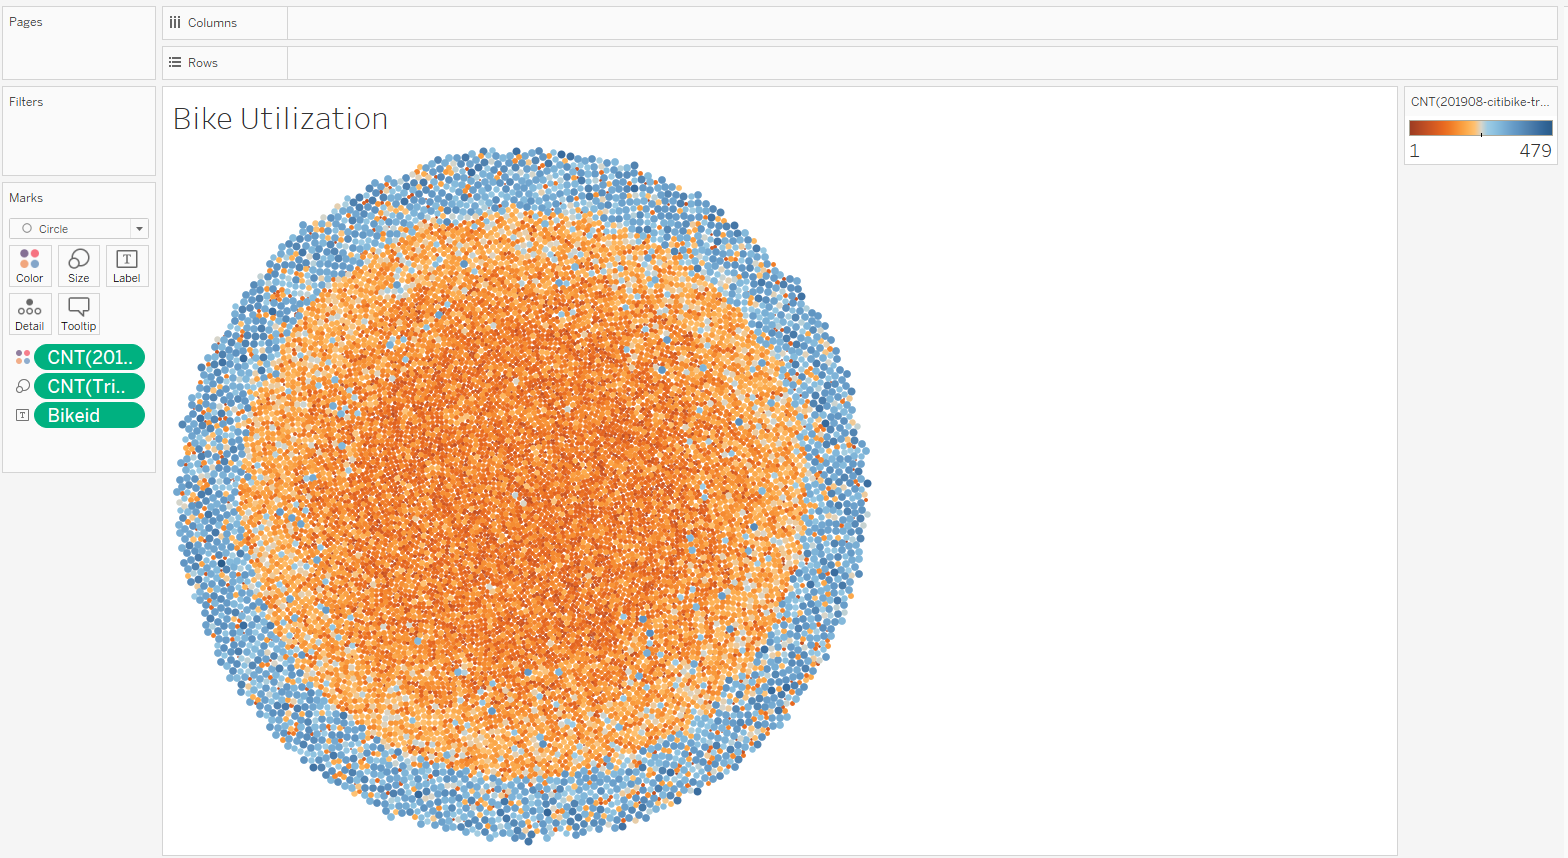 Pages
Columns
Rows
Filters
Bike Utilization
CNT(201908-citibike-tr...
1
479
Marks
Circle
Color
Size
Label
Detail
Tooltip
CNT(201..
CNT(Tri..
Bikeid